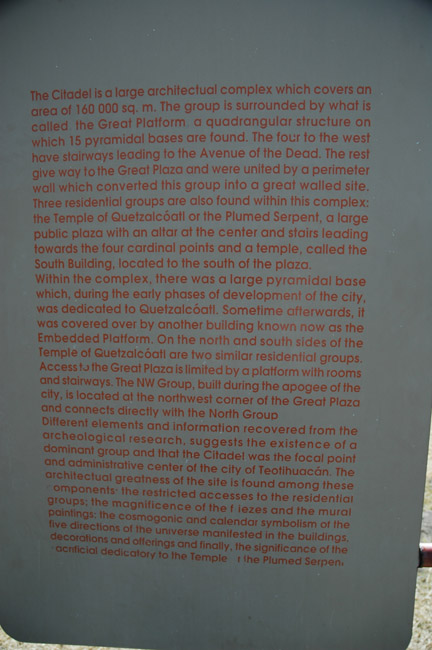 The Citadel is a large architectual complex which covers an
area of 160 000 sq. m. The group is surrounded by what is
called. the Great Platform. a quadrangular structure on
which 15 pyramidal bases are found. The four to the west
have stairways leading to the Avenue of the Dead. The rest
give way to the Great Plaza and were united by a perimeter
wall which converted this group into a great walled site.
Three residential groups are also found within this complex:
the Temple of Quetzalcóatl or the Plumed Serpent, a large
public plaza with an altar at the center and stairs leading
towards the four cardinal points and a temple, called the
South Building, located to the south of the plaza.
Within the complex, there was a large pyramidal base
which, during the early phases of development of the city,
was dedicated to Quetzalcóatl. Sometime afterwards, it
was covered over by another building known now as the
Embedded Platform. On the north and south sides of the
Temple of Quetzalcóatl are two similar residential groups.
Access to the Great Plaza is limited by a platform with rooms
and stairways. The NW Group, built during the apogee of the
city, is located at the northwest corner of the Great Plaza
and connects directly with the North Group
Different elements and information recovered from the
archeological research, suggests the existence of a
dominant group and that the Citadel was the focal point
and administrative center of the city of Teotihuacán. The
architectural greatness of the site is found among these
omponents: the restricted accesses to the residential
groups; the magnificence of the f iezes and the mural
paintings: the cosmogonic and calendar symbolism of the
five directions of the universe manifested in the buildings,
decorations and offerings and finally, the significance of the
acrificial dedicatory to the Temple f the Plumed Serpen.